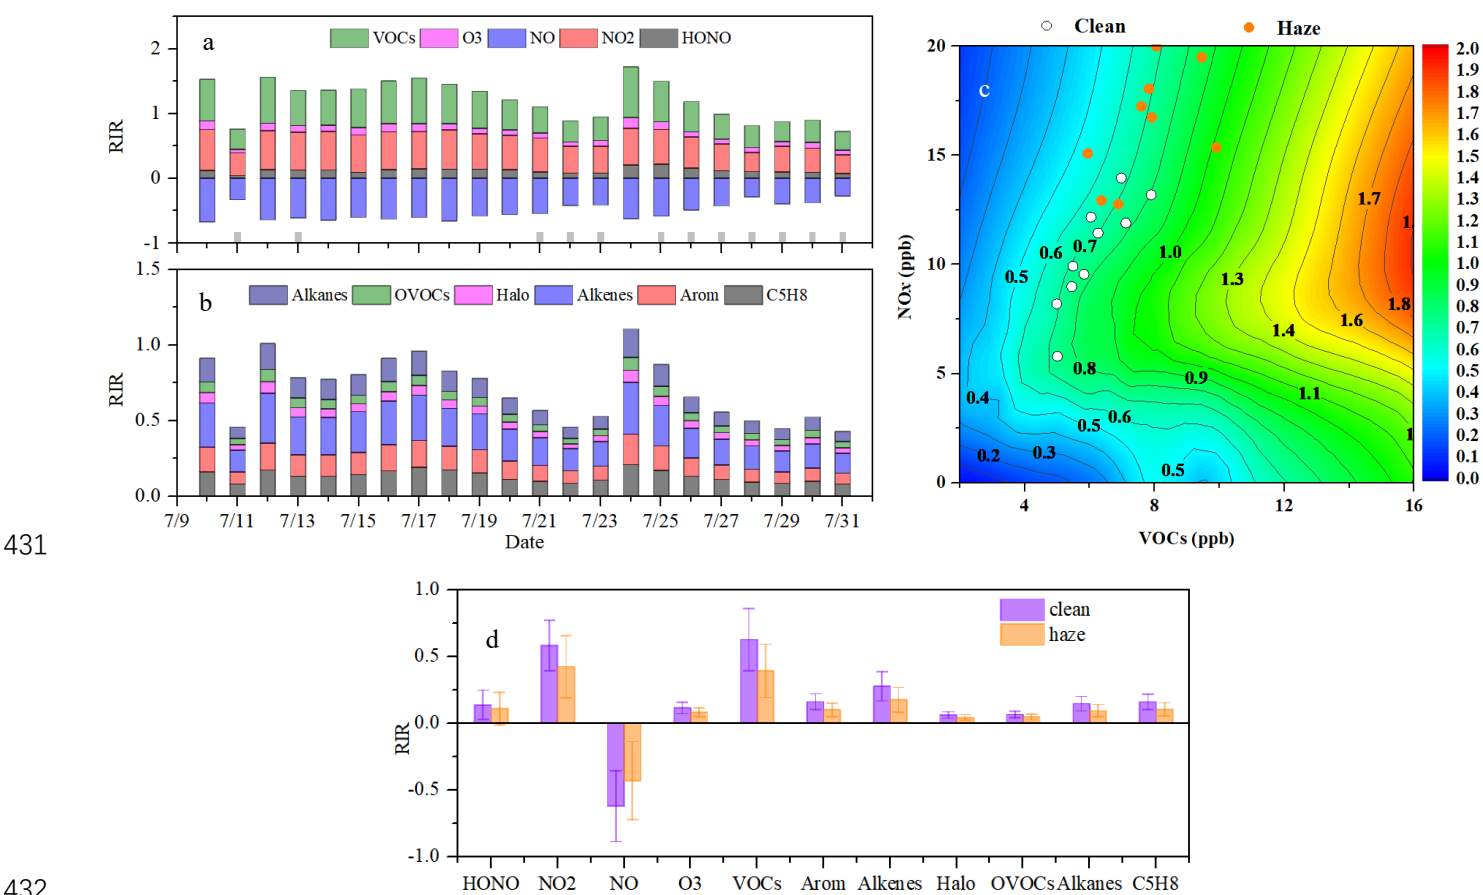 a
VOCs O3 NO NO2 HONO
2
1
0
-1
RIR
b
Alkanes OVOCs Halo Alkenes Arom C5H8
1.5
1.0
0.5
0.0
RIR
7/9 7/11 7/13 7/15 7/17 7/19 7/21 7/23 7/25 7/27 7/29 7/31
Date
431
Clean Haze
c
20
15
10
5
0
NOx (ppb)
4 8 12 16
VOCs (ppb)
1.7
1.
0.6 0.7 1.0
0.5 1.3
1.8
1.6
1.4
0.8 0.9
1.1
0.4
0.6
0.5
1
0.3
0.2
0.5
2.0
1.9
1.8
1.7
1.6
1.5
1.4
1.3
1.2
1.1
1.0
0.9
0.8
0.7
0.6
0.5
0.4
0.3
0.2
0.1
0.0
d
clean
haze
1.0
0.5
0.0
-0.5
-1.0
RIR
HONO NO2 NO O3 VOCs Arom Alkenes Halo OVOCs Alkanes C5H8
432